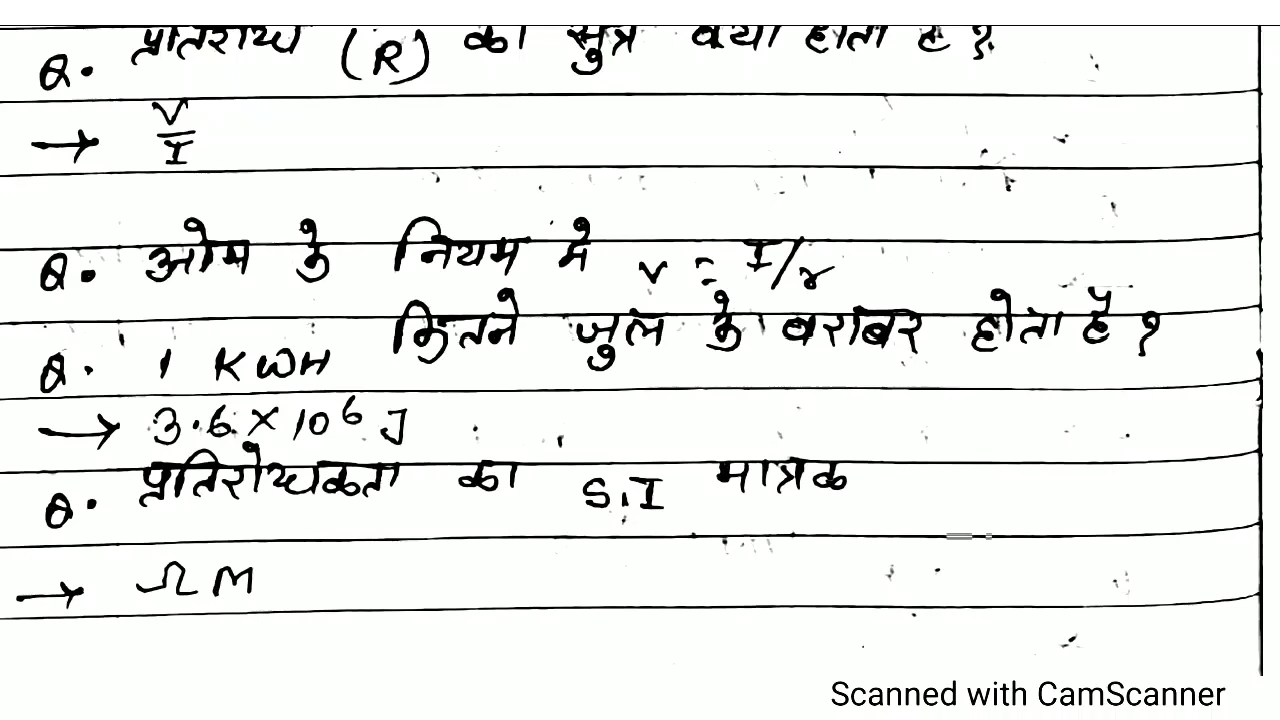 Q. प्रतिरोध (R) का सुत्र क्या होता है?
→ V/I
Q. ओम के नियम मे v = I/r
Q. 1 KWH कितने जुल के बराबर होता है?
→ 3.6 × 10⁶ J
Q. प्रतिरोधकता का S.I मात्रक
→ ΩM
Scanned with CamScanner